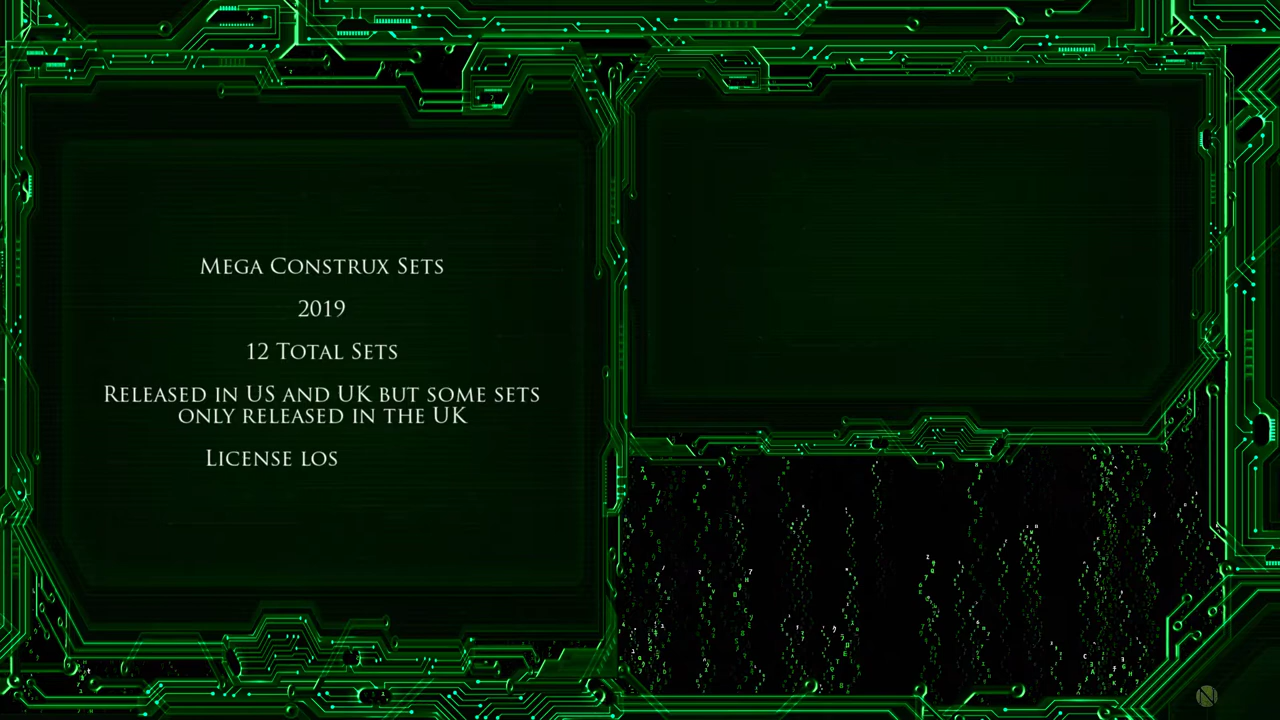 Mega Construx Sets
2019
12 Total Sets
Released in US and UK but some sets
only released in the UK
License los